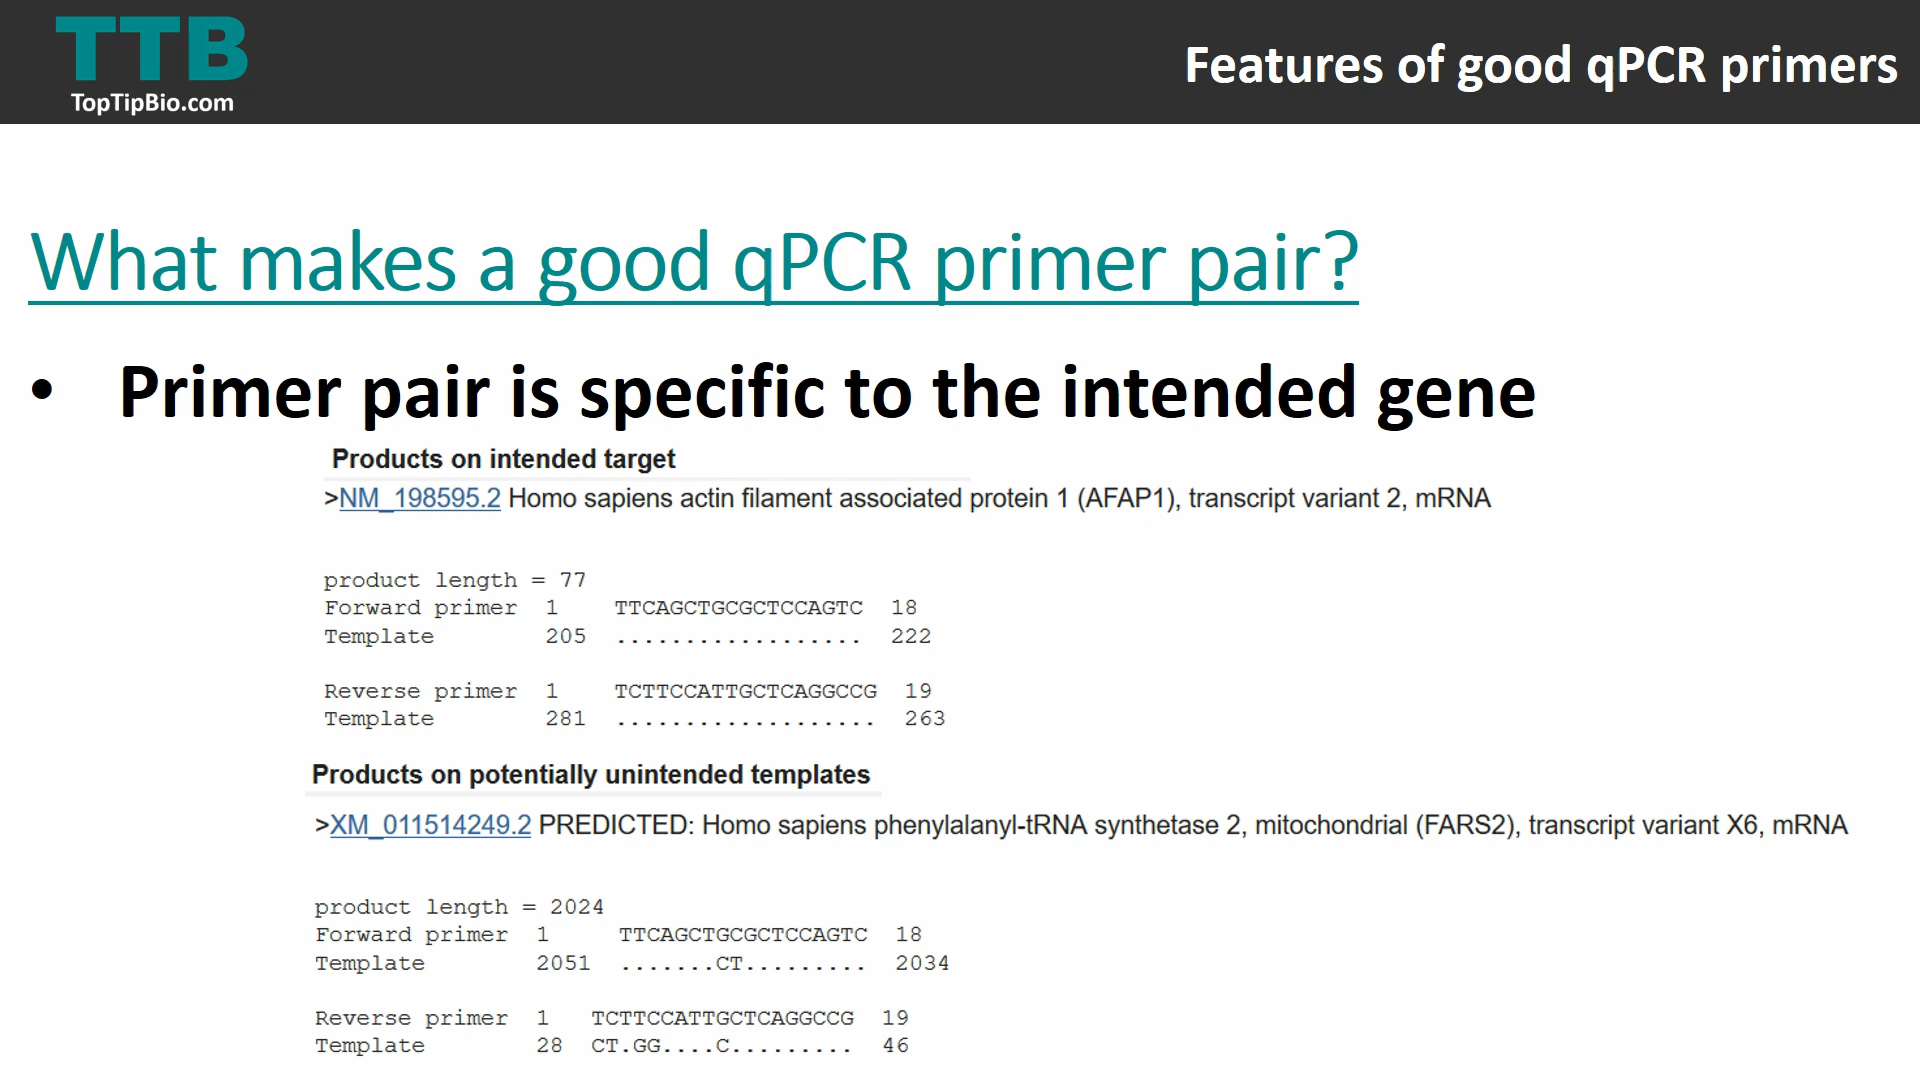 TTB
TopTipBio.com
Features of good qPCR primers
What makes a good qPCR primer pair?
• Primer pair is specific to the intended gene
Products on intended target
>NM_198595.2 Homo sapiens actin filament associated protein 1 (AFAP1), transcript variant 2, mRNA
product length = 77
Forward primer 1 TTCAGCTGCGCTCCAGTC 18
Template 205 .................. 222
Reverse primer 1 TCTTCCATTGCTCAGGCCG 19
Template 281 ................... 263
Products on potentially unintended templates
>XM_011514249.2 PREDICTED: Homo sapiens phenylalanyl-tRNA synthetase 2, mitochondrial (FARS2), transcript variant X6, mRNA
product length = 2024
Forward primer 1 TTCAGCTGCGCTCCAGTC 18
Template 2051 .......CT......... 2034
Reverse primer 1 TCTTCCATTGCTCAGGCCG 19
Template 28 CT.GG....C......... 46